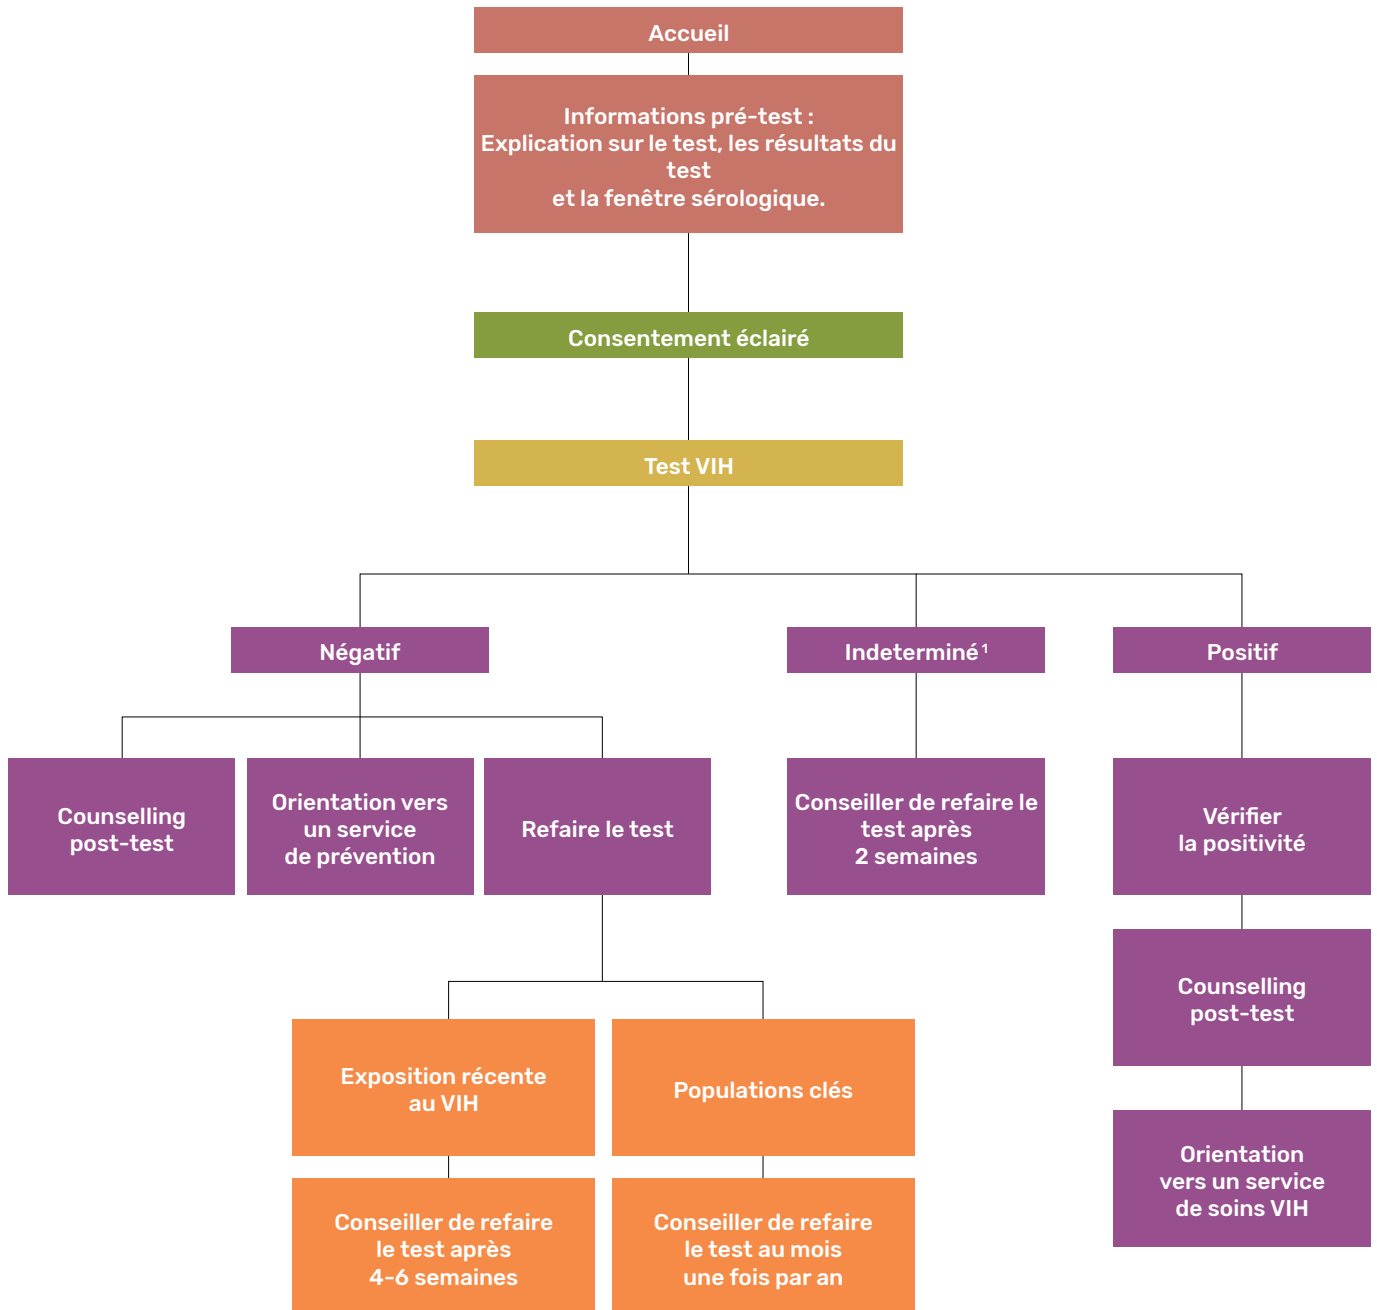 Accueil
Informations pré-test :
Explication sur le test, les résultats du
test
et la fenêtre sérologique.
Consentement éclairé
Test VIH
Négatif
Indeterminé ¹
Positif
Counselling
post-test
Orientation vers
un service
de prévention
Refaire le test
Conseiller de refaire le
test après
2 semaines
Vérifier
la positivité
Counselling
post-test
Exposition récente
au VIH
Populations clés
Orientation
vers un service
de soins VIH
Conseiller de refaire
le test après
4-6 semaines
Conseiller de refaire
le test au mois
une fois par an